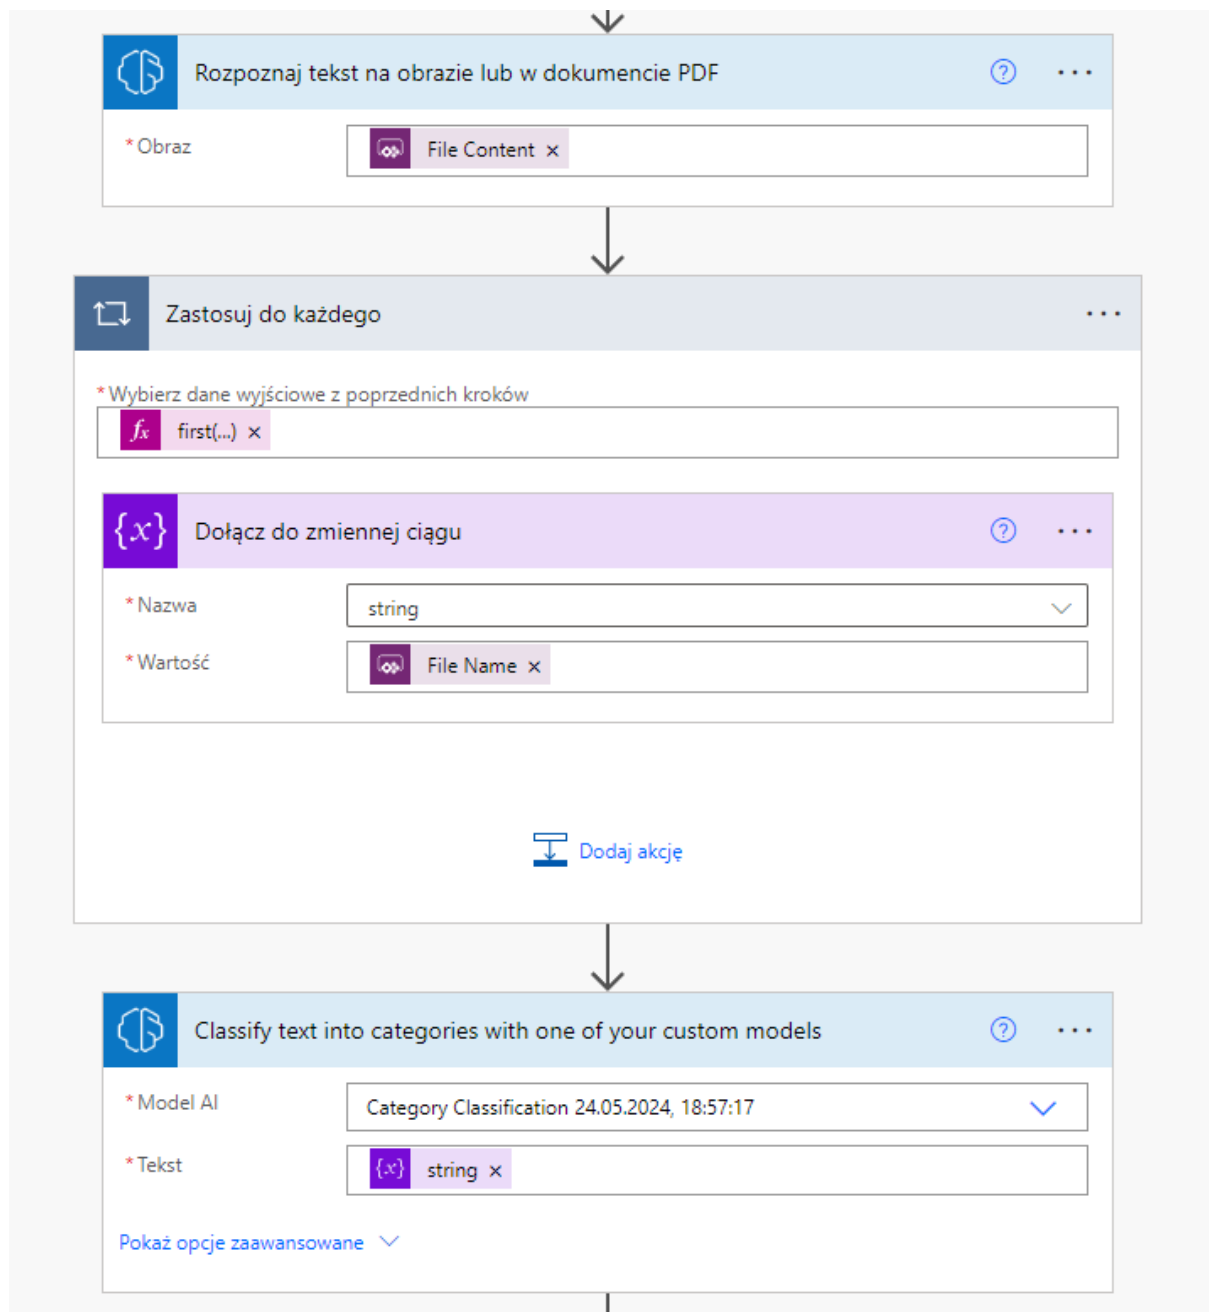 Rozpoznaj tekst na obrazie lub w dokumencie PDF
* Obraz
File Content ×
Zastosuj do każdego
* Wybierz dane wyjściowe z poprzednich kroków
fx first(...) ×
{x} Dołącz do zmiennej ciągu
* Nazwa
string
* Wartość
File Name ×
Dodaj akcję
Classify text into categories with one of your custom models
* Model AI
Category Classification 24.05.2024, 18:57:17
* Tekst
{x} string ×
Pokaż opcje zaawansowane